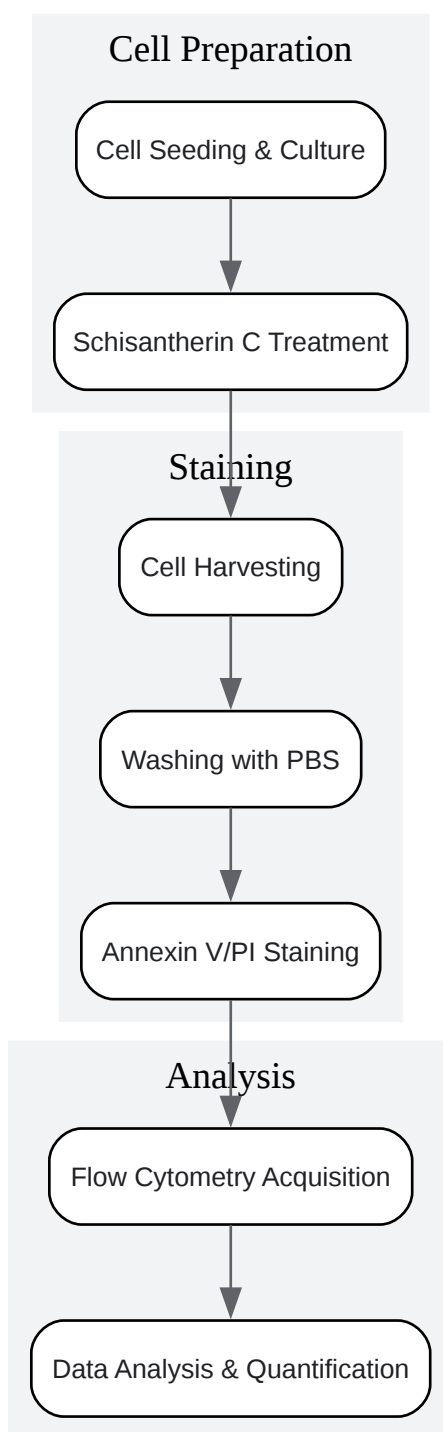 Cell Preparation
Cell Seeding & Culture
Schisantherin C Treatment
Staining
Cell Harvesting
Washing with PBS
Annexin V/PI Staining
Analysis
Flow Cytometry Acquisition
Data Analysis & Quantification